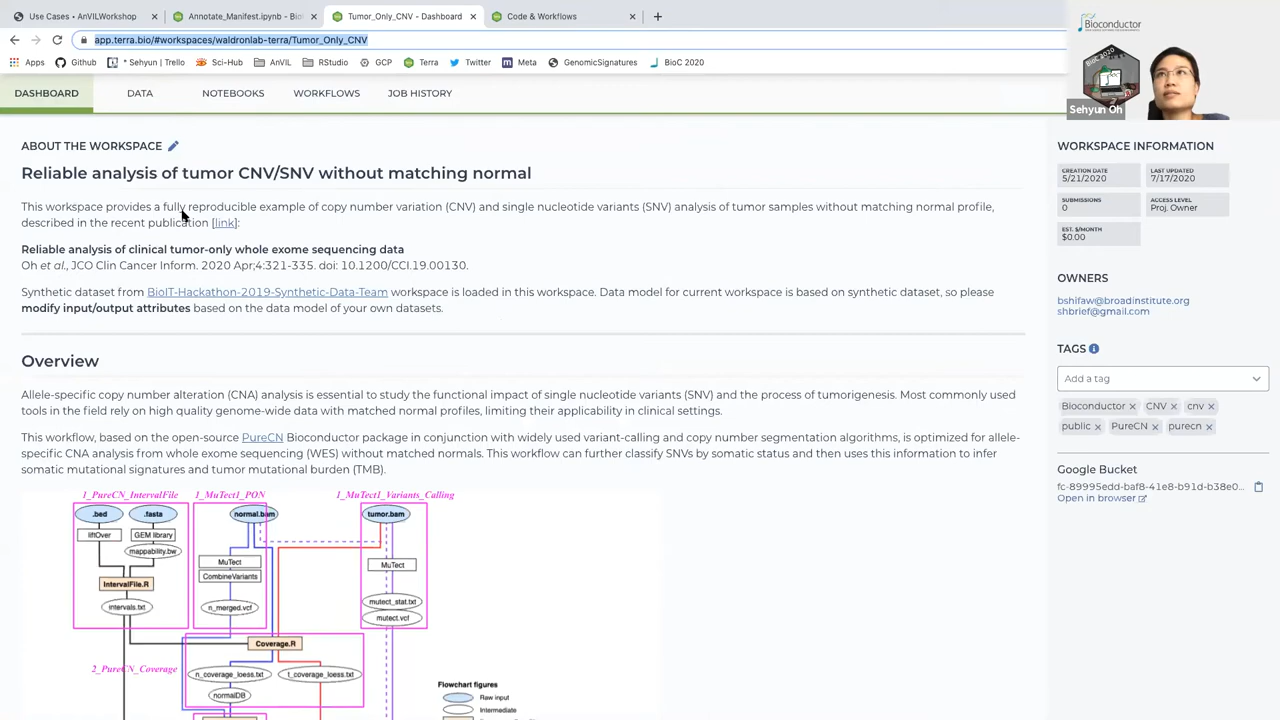 Use Cases • AnVILWorkshop
Annotate_Manifest.ipynb - Bio
Tumor_Only_CNV - Dashboard
Code & Workflows
app.terra.bio/#workspaces/waldronlab-terra/Tumor_Only_CNV
Apps
Github
* Sehyun | Trello
Sci-Hub
AnVIL
RStudio
GCP
Terra
Twitter
Meta
GenomicSignatures
BioC 2020
Bioconductor
Sehyun Oh
DASHBOARD
DATA
NOTEBOOKS
WORKFLOWS
JOB HISTORY
ABOUT THE WORKSPACE
Reliable analysis of tumor CNV/SNV without matching normal
This workspace provides a fully reproducible example of copy number variation (CNV) and single nucleotide variants (SNV) analysis of tumor samples without matching normal profile,
described in the recent publication [link]:
Reliable analysis of clinical tumor-only whole exome sequencing data
Oh et al., JCO Clin Cancer Inform. 2020 Apr;4:321-335. doi: 10.1200/CCI.19.00130.
Synthetic dataset from BioIT-Hackathon-2019-Synthetic-Data-Team workspace is loaded in this workspace. Data model for current workspace is based on synthetic dataset, so please
modify input/output attributes based on the data model of your own datasets.
Overview
Allele-specific copy number alteration (CNA) analysis is essential to study the functional impact of single nucleotide variants (SNV) and the process of tumorigenesis. Most commonly used
tools in the field rely on high quality genome-wide data with matched normal profiles, limiting their applicability in clinical settings.
This workflow, based on the open-source PureCN Bioconductor package in conjunction with widely used variant-calling and copy number segmentation algorithms, is optimized for allele-
specific CNA analysis from whole exome sequencing (WES) without matched normals. This workflow can further classify SNVs by somatic status and then uses this information to infer
somatic mutational signatures and tumor mutational burden (TMB).
1_PureCN_IntervalFile
1_MuTect1_PON
1_MuTect1_Variants_Calling
.bed
.fasta
normal.bam
tumor.bam
liftOver
GEM library
mappability.bw
MuTect
MuTect
CombineVariants
IntervalFile.R
intervals.txt
n_merged.vcf
mutect_stat.txt
mutect.vcf
Coverage.R
2_PureCN_Coverage
n_coverage_loess.txt
t_coverage_loess.txt
normalDB
Flowchart figures
Raw input
Intermediate
WORKSPACE INFORMATION
CREATION DATE
5/21/2020
LAST UPDATED
7/17/2020
SUBMISSIONS
0
ACCESS LEVEL
Proj. Owner
EST. $/MONTH
$0.00
OWNERS
bshifaw@broadinstitute.org
shbrief@gmail.com
TAGS
Add a tag
Bioconductor
CNV
cnv
public
PureCN
purecn
Google Bucket
fc-89995edd-baf8-41e8-b91d-b38e0...
Open in browser